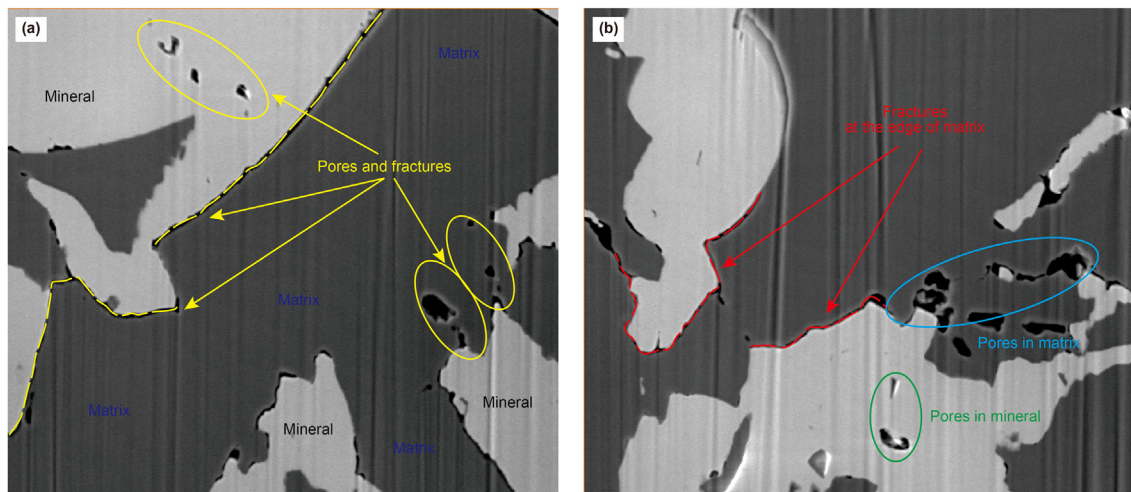 (a)
Matrix
Mineral
Pores and fractures
Matrix
Matrix
Mineral
Matrix
Mineral
(b)
Fractures
at the edge of matrix
Pores in matrix
Pores in mineral